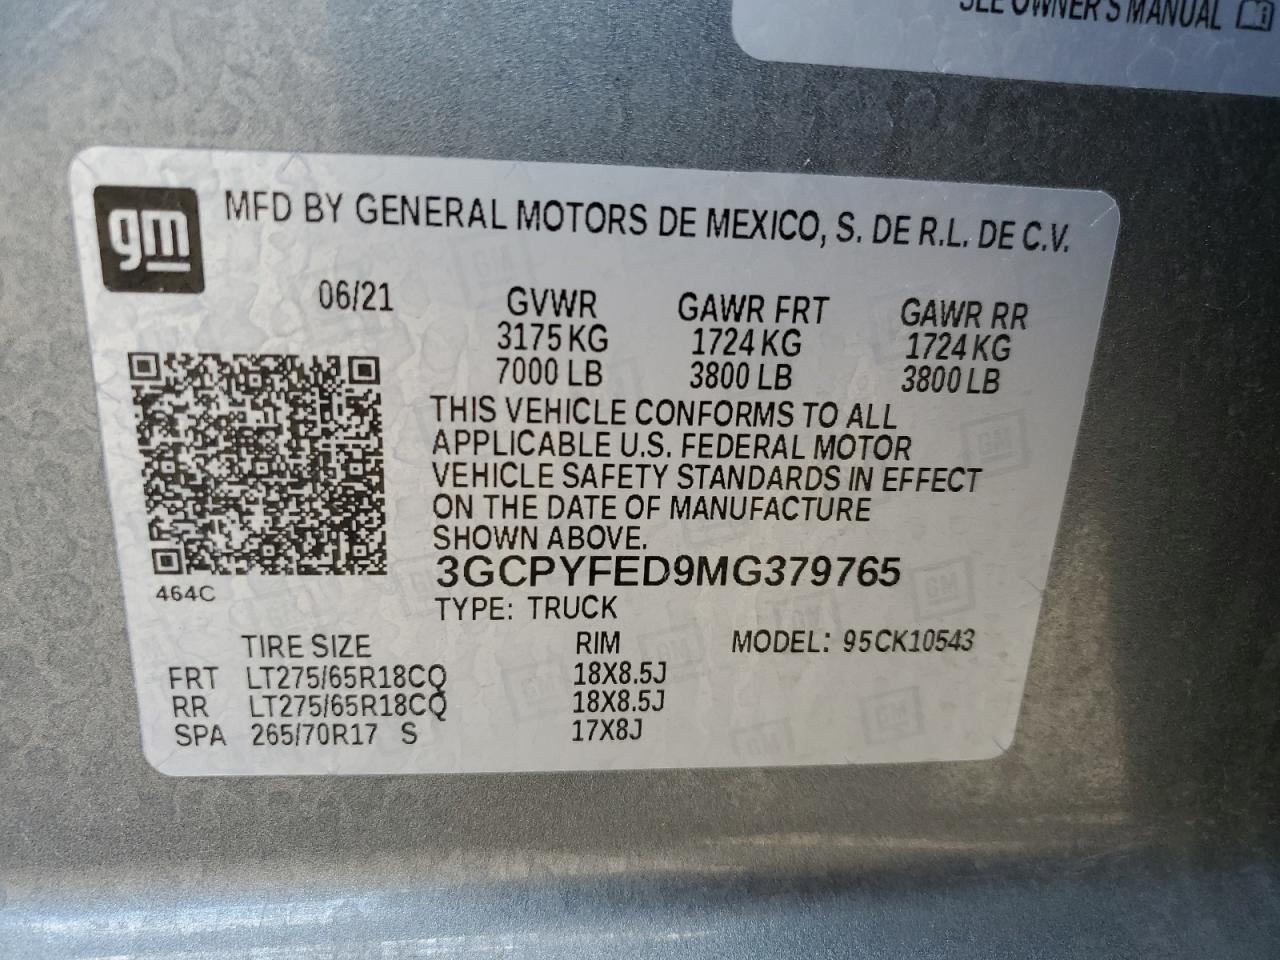 SEE OWNER'S MANUAL
gm
MFD BY GENERAL MOTORS DE MEXICO, S. DE R.L. DE C.V.
06/21 GVWR GAWR FRT GAWR RR
3175 KG 1724 KG 1724 KG
7000 LB 3800 LB 3800 LB
THIS VEHICLE CONFORMS TO ALL
APPLICABLE U.S. FEDERAL MOTOR
VEHICLE SAFETY STANDARDS IN EFFECT
ON THE DATE OF MANUFACTURE
SHOWN ABOVE.
3GCPYFED9MG379765
464C
TYPE: TRUCK
TIRE SIZE RIM MODEL: 95CK10543
FRT LT275/65R18CQ 18X8.5J
RR LT275/65R18CQ 18X8.5J
SPA 265/70R17 S 17X8J